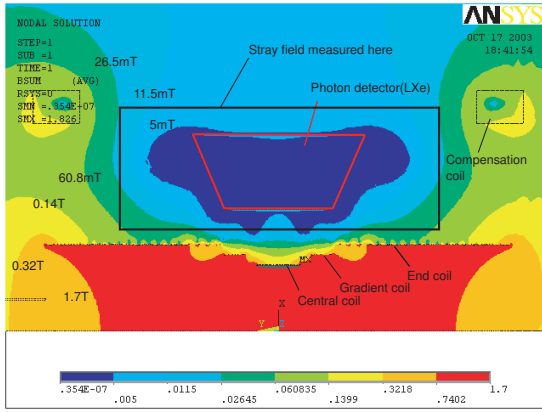 NODAL SOLUTION
ANSYS
STEP=1
SUB =1
TIME=1
BSUM (AVG)
RSYS=0
SMN =.354E-07
SMX =1.826
OCT 17 2003
18:41:54
26.5mT
Stray field measured here
11.5mT
Photon detector(LXe)
5mT
Compensation
coil
60.8mT
0.14T
0.32T
1.7T
MX
End coil
Gradient coil
Central coil
X
Y
Z
.354E-07
.0115
.060835
.3218
1.7
.005
.02645
.1399
.7402